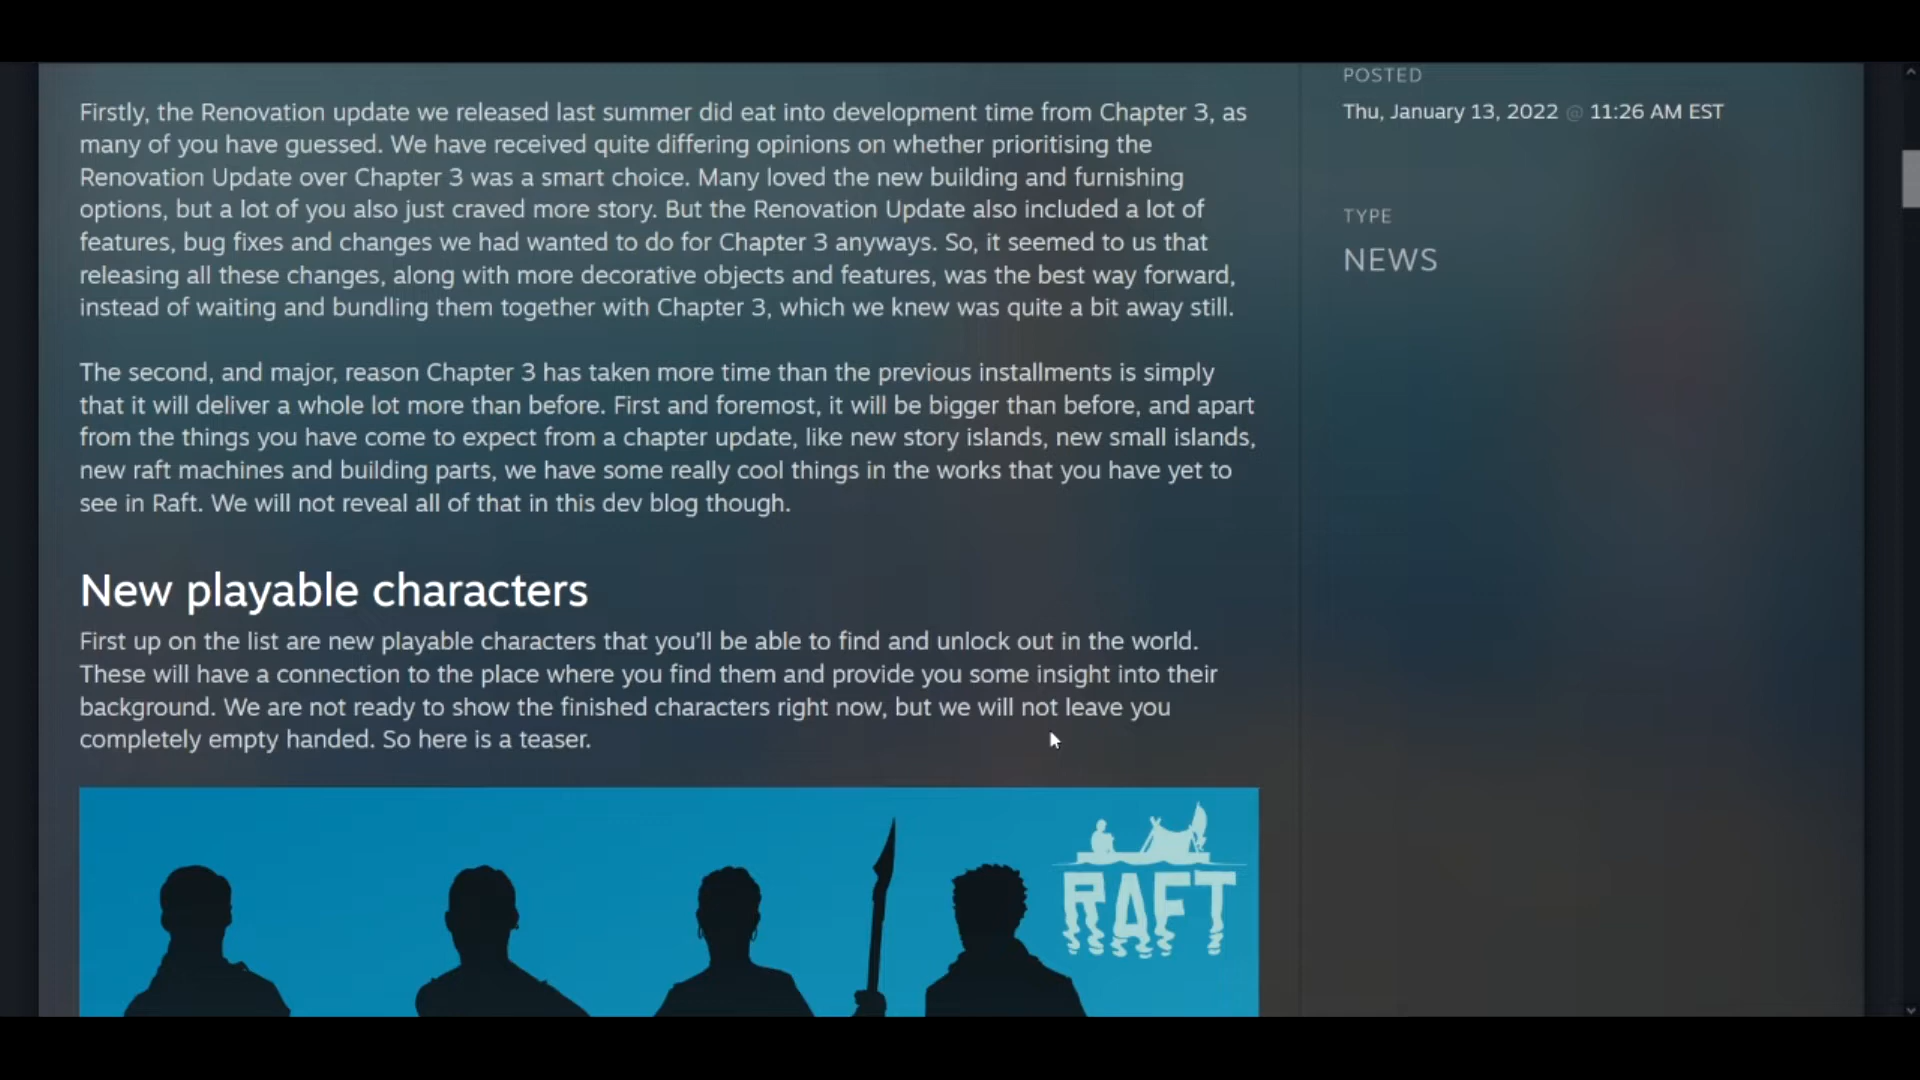 Firstly, the Renovation update we released last summer did eat into development time from Chapter 3, as
many of you have guessed. We have received quite differing opinions on whether prioritising the
Renovation Update over Chapter 3 was a smart choice. Many loved the new building and furnishing
options, but a lot of you also just craved more story. But the Renovation Update also included a lot of
features, bug fixes and changes we had wanted to do for Chapter 3 anyways. So, it seemed to us that
releasing all these changes, along with more decorative objects and features, was the best way forward,
instead of waiting and bundling them together with Chapter 3, which we knew was quite a bit away still.
The second, and major, reason Chapter 3 has taken more time than the previous installments is simply
that it will deliver a whole lot more than before. First and foremost, it will be bigger than before, and apart
from the things you have come to expect from a chapter update, like new story islands, new small islands,
new raft machines and building parts, we have some really cool things in the works that you have yet to
see in Raft. We will not reveal all of that in this dev blog though.
New playable characters
First up on the list are new playable characters that you'll be able to find and unlock out in the world.
These will have a connection to the place where you find them and provide you some insight into their
background. We are not ready to show the finished characters right now, but we will not leave you
completely empty handed. So here is a teaser.
RAFT
POSTED
Thu, January 13, 2022 @ 11:26 AM EST
TYPE
NEWS